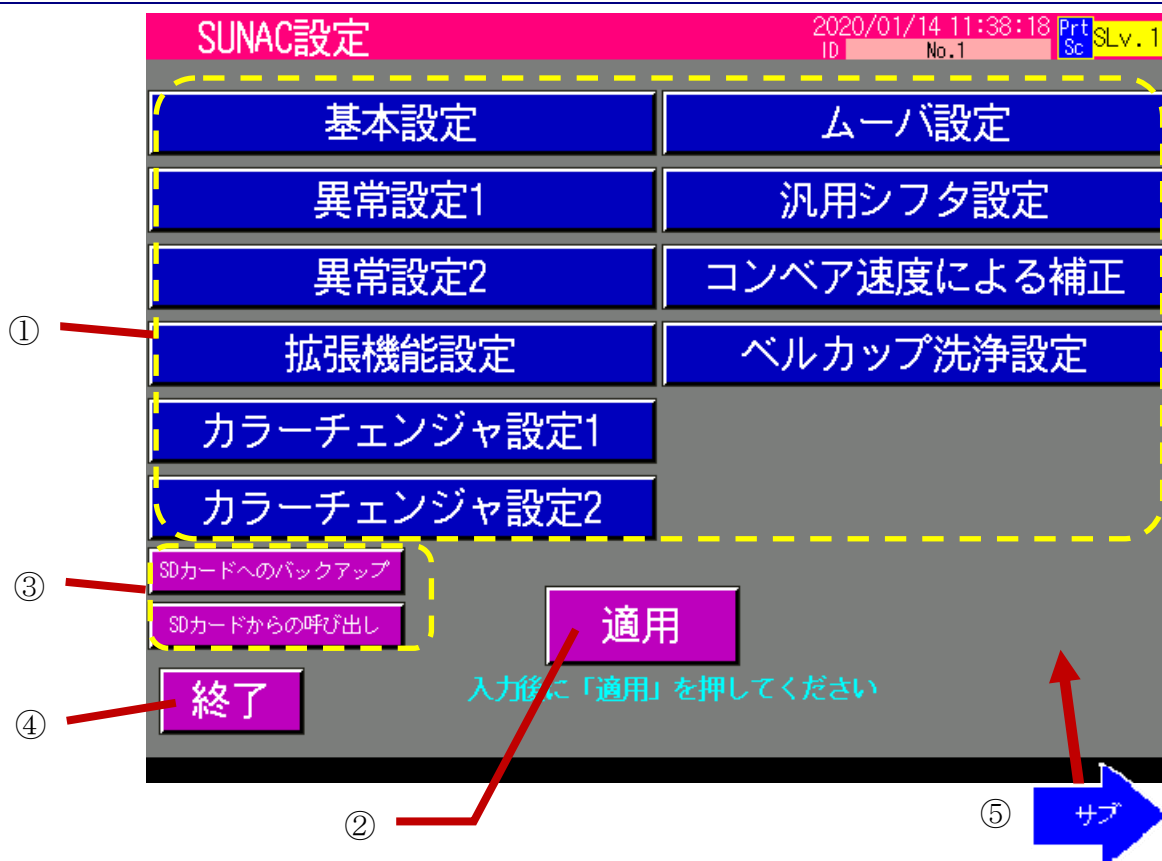 SUNAC設定
2020/01/14 11:38:18
ID No.1
Prt Sc
SLv.1
基本設定
ムーバ設定
異常設定1
汎用シフタ設定
異常設定2
コンベア速度による補正
①
拡張機能設定
ベルカップ洗浄設定
カラーチェンジャ設定1
カラーチェンジャ設定2
③
SDカードへのバックアップ
SDカードからの呼び出し
適用
④
終了
入力後に「適用」を押してください
②
⑤
サブ